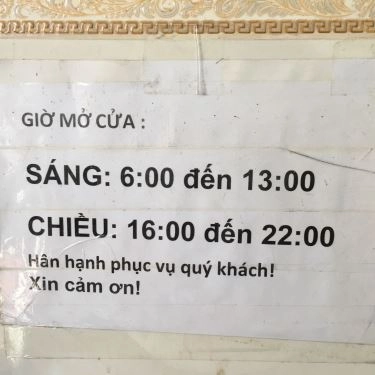 GIỜ MỞ CỬA :
SÁNG: 6:00 đến 13:00
CHIỀU: 16:00 đến 22:00
Hân hạnh phục vụ quý khách!
Xin cảm ơn!